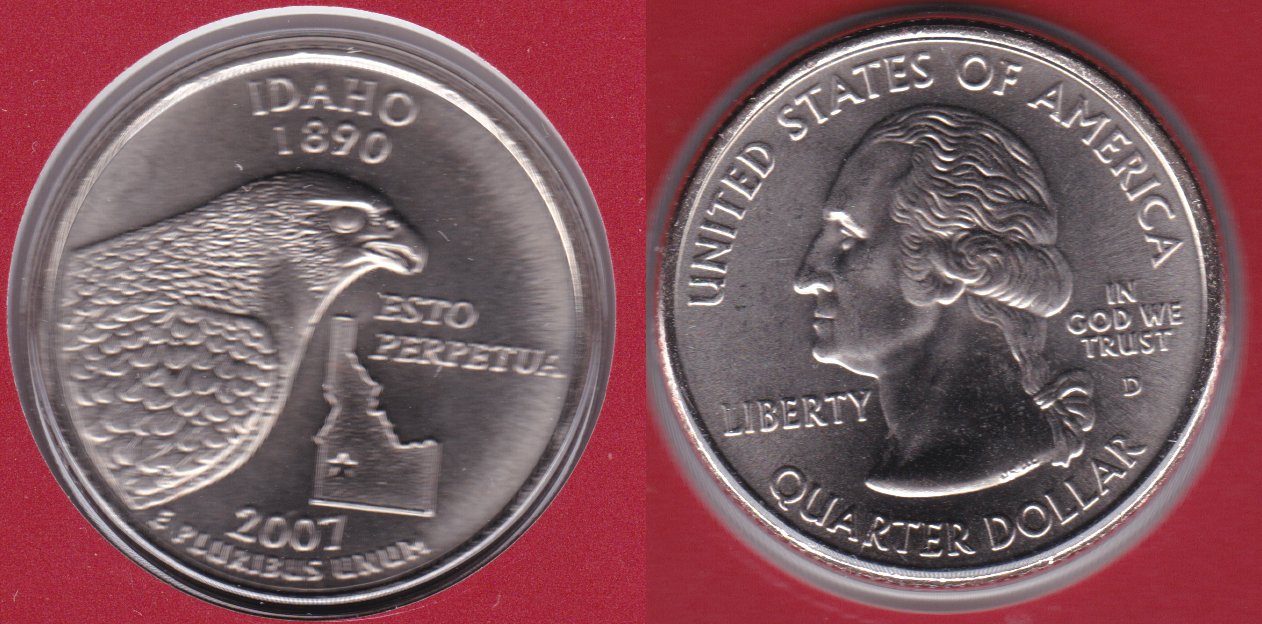 IDAHO
1890
ESTO
PERPETUA
2007
E PLURIBUS UNUM
UNITED STATES OF AMERICA
IN
GOD WE
TRUST
D
LIBERTY
QUARTER DOLLAR